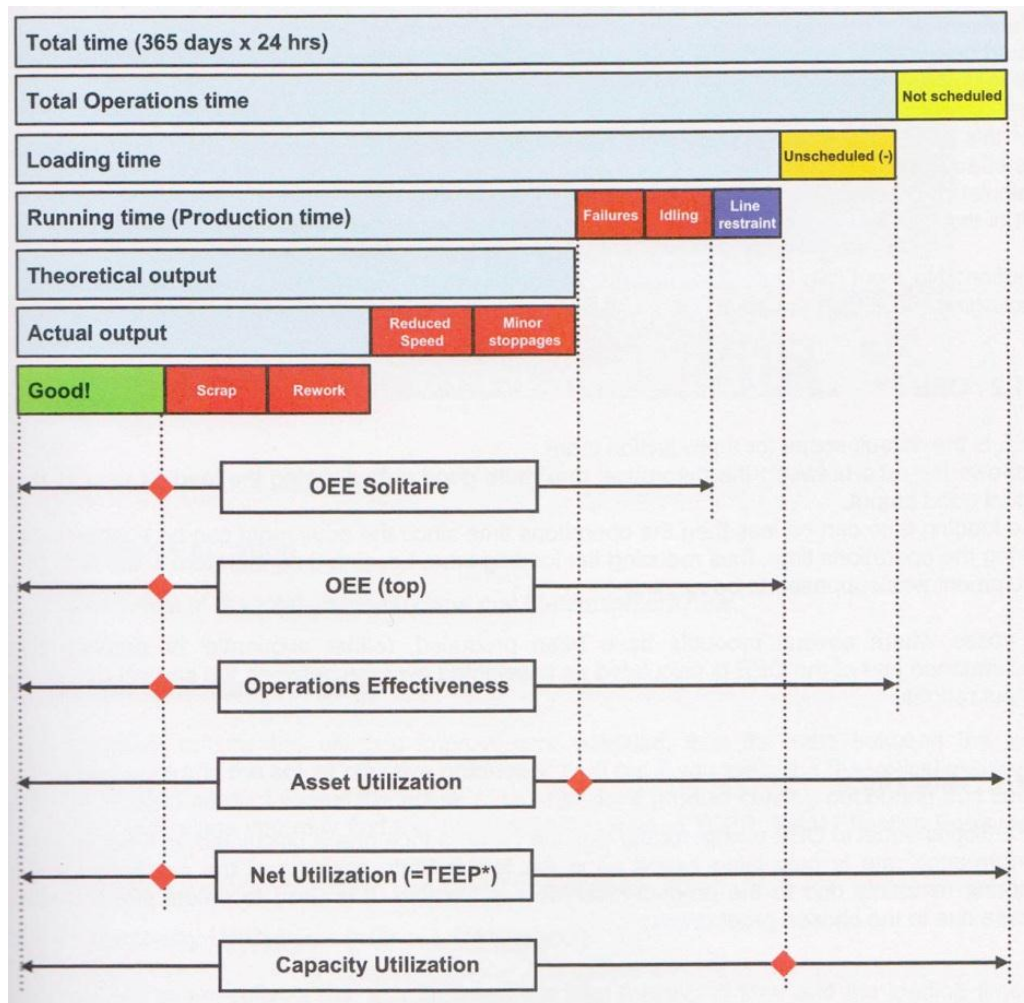 Total time (365 days x 24 hrs)
Total Operations time
Not scheduled
Loading time
Unscheduled (-)
Running time (Production time)
Failures
Idling
Line
restraint
Theoretical output
Actual output
Reduced
Speed
Minor
stoppages
Good!
Scrap
Rework
OEE Solitaire
OEE (top)
Operations Effectiveness
Asset Utilization
Net Utilization (=TEEP*)
Capacity Utilization